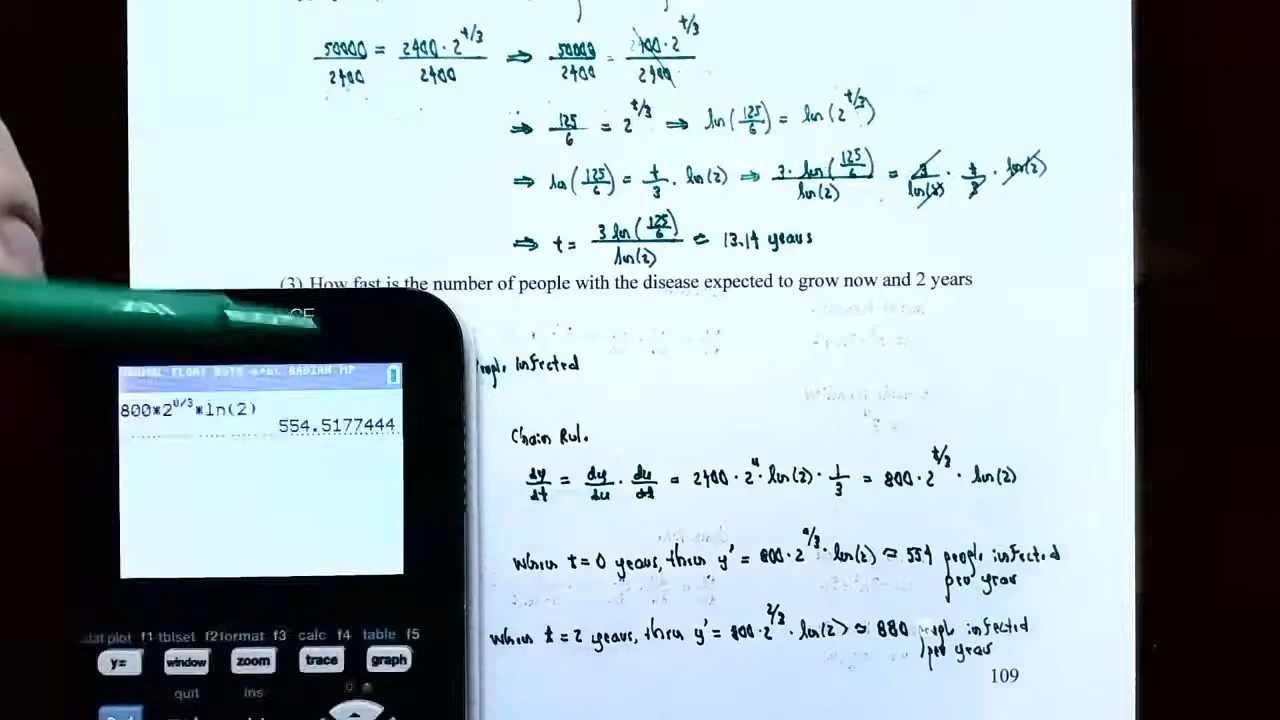 50000/2400 = 2400·2^(t/3)/2400 ⇒ 50000/2400 = 2400·2^(t/3)/2400
⇒ 125/6 = 2^(t/3) ⇒ ln(125/6) = ln(2^(t/3))
⇒ ln(125/6) = t/3 · ln(2) ⇒ 3·ln(125/6)/ln(2) = 3/ln(2) · t/3 · ln(2)
⇒ t = 3 ln(125/6)/ln(2) ≈ 13.14 years
(3) How fast is the number of people with the disease expected to grow now and 2 years
CE
people infected
NORMAL FLOAT AUTO RADIAN MP
800*2^(0/3)*ln(2)
554.5177444
Chain Rule
dy/dt = dy/du · du/dt = 2400·2^u·ln(2)·1/3 = 800·2^(t/3)·ln(2)
When t=0 years, then y' = 800·2^(0/3)·ln(2) ≈ 554 people infected
per year
When t=2 years, then y' = 800·2^(2/3)·ln(2) ≈ 880 people infected
per year
109
stat plot f1 tblset f2 format f3 calc f4 table f5
y= window zoom trace graph
quit ins